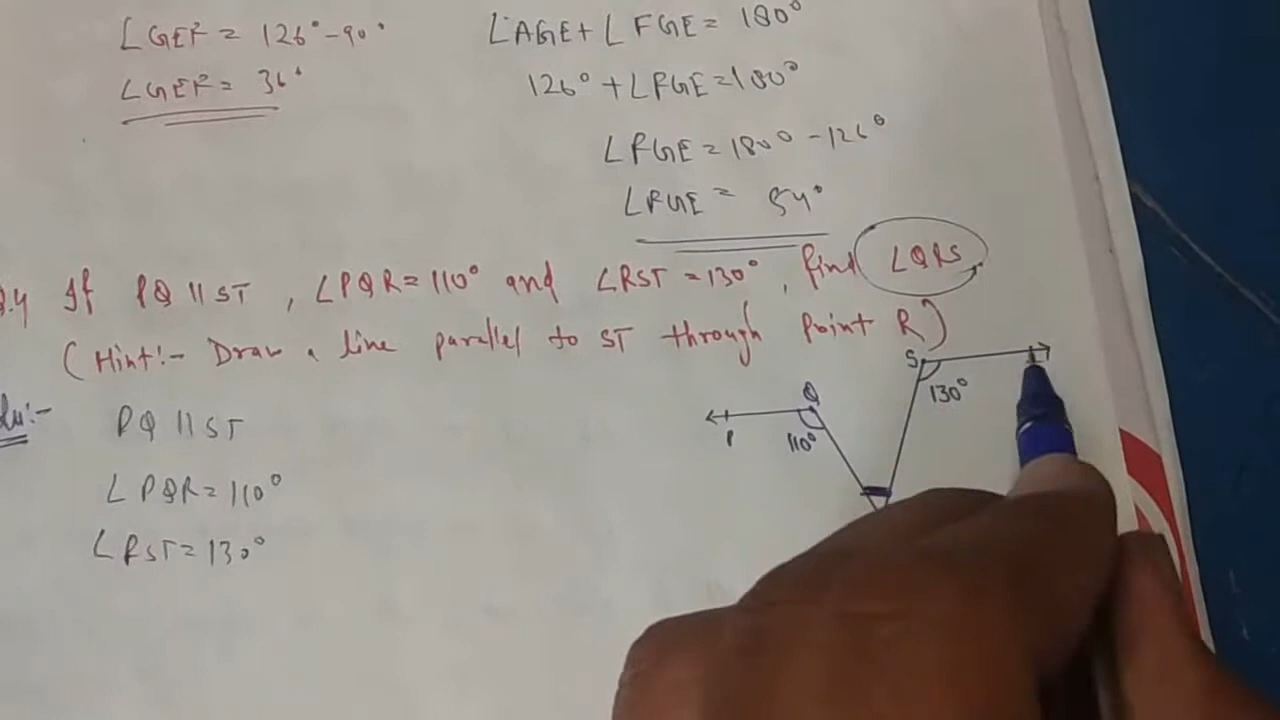 ∠GEF = 126° - 90°
∠GEF = 36°
∠AGE + ∠FGE = 180°
126° + ∠FGE = 180°
∠FGE = 180° - 126°
∠FGE = 54°
Q.4 If PQ || ST , ∠PQR = 110° and ∠RST = 130° , find ∠QRS
(Hint:- Draw a line parallel to ST through point R)
PQ || ST
∠PQR = 110°
∠RST = 130°
S
130°
Q
P
110°